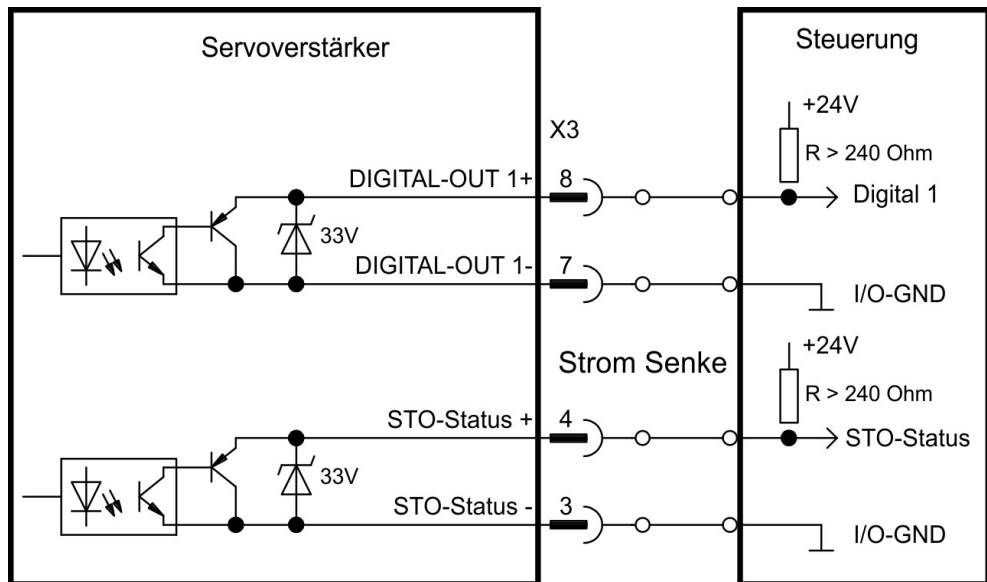 Servoverstärker
Steuerung
+24V
X3
R > 240 Ohm
DIGITAL-OUT 1+
8
Digital 1
33V
DIGITAL-OUT 1-
7
I/O-GND
+24V
Strom Senke
R > 240 Ohm
STO-Status +
4
STO-Status
33V
STO-Status -
3
I/O-GND